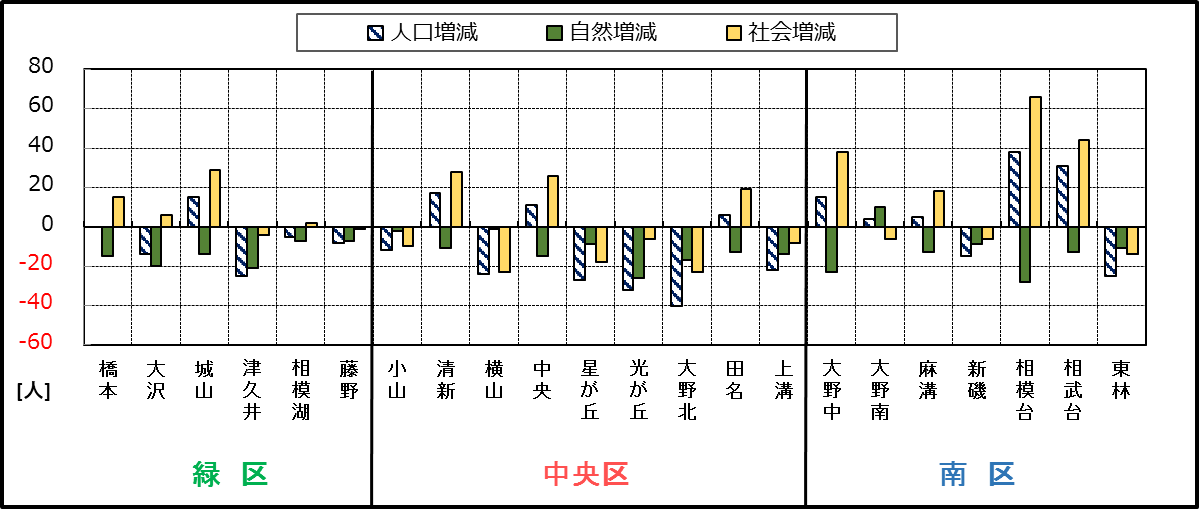 人口増減 自然増減 社会増減
80
60
40
20
0
-20
-40
-60
[人]
橋本
大沢
城山
津久井
相模湖
藤野
小山
清新
横山
中央
星が丘
光が丘
大野北
田名
上溝
大野中
大野南
麻溝
新磯
相模台
相武台
東林
緑 区
中央区
南 区